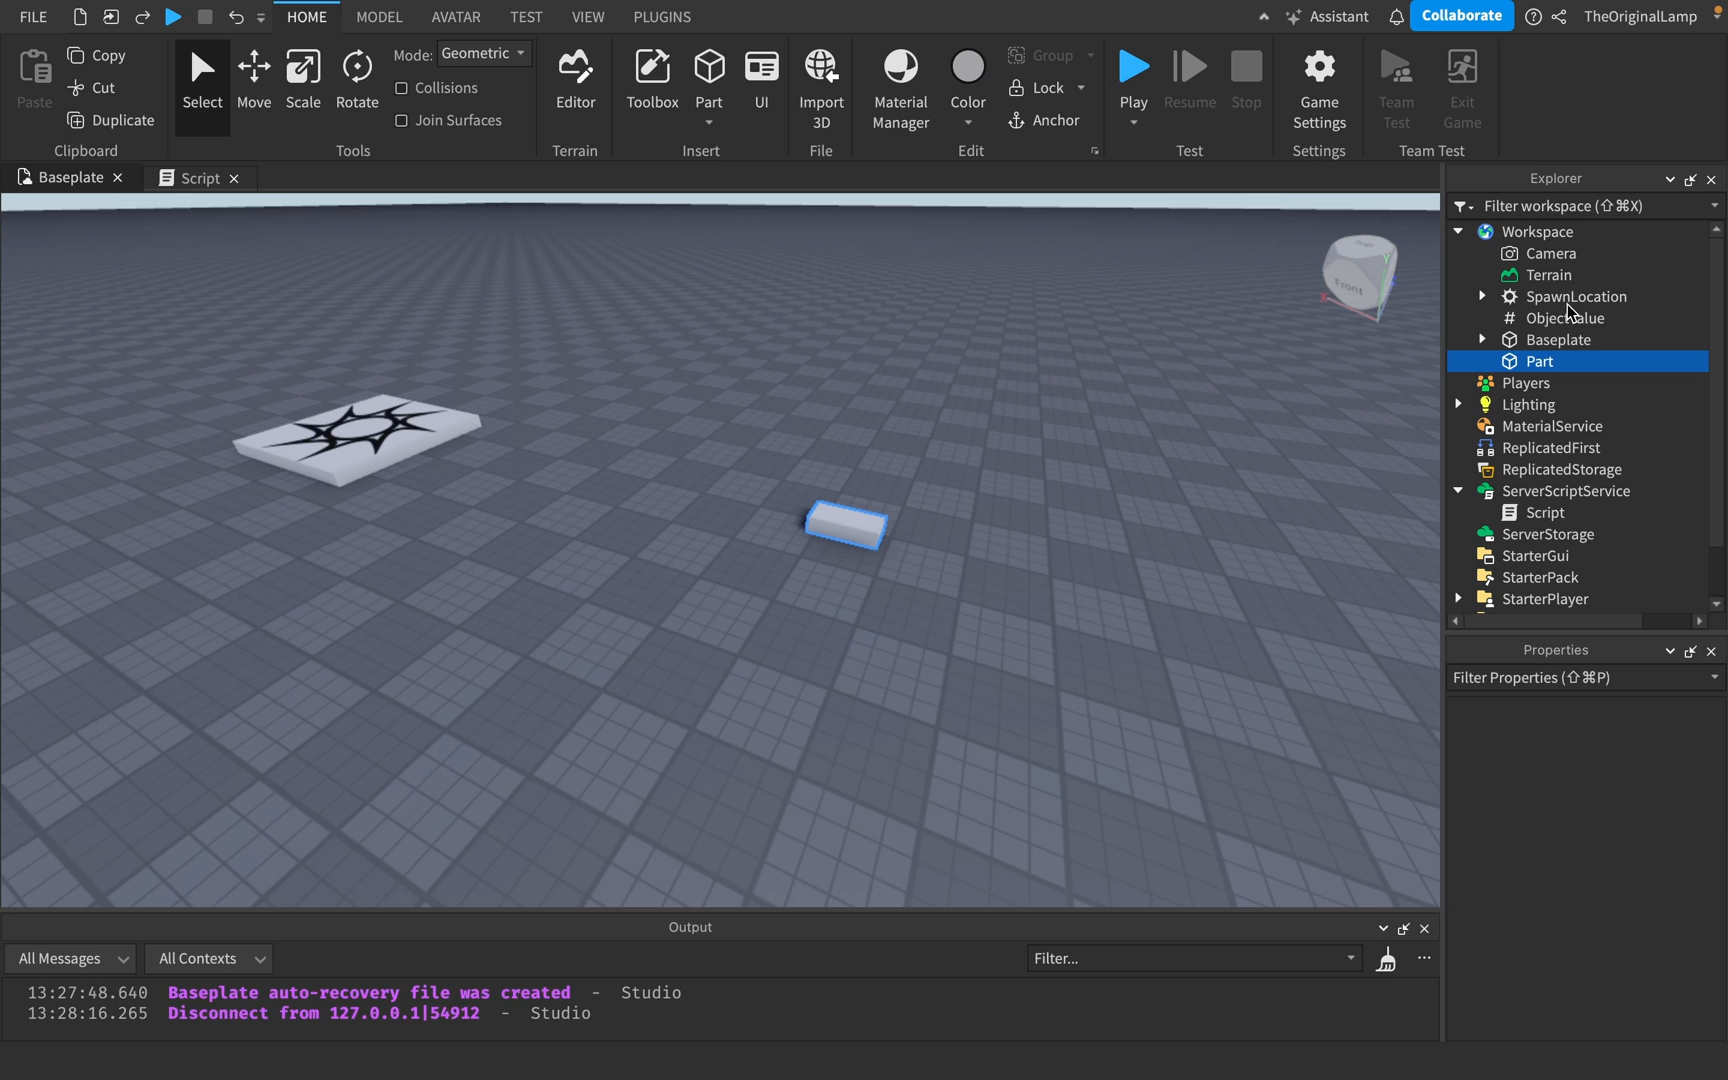 FILE
HOME
MODEL
AVATAR
TEST
VIEW
PLUGINS
Assistant
Collaborate
TheOriginalLamp
Paste
Copy
Cut
Duplicate
Clipboard
Select
Move
Scale
Rotate
Mode: Geometric
Collisions
Join Surfaces
Tools
Editor
Terrain
Toolbox
Part
UI
Insert
Import
3D
File
Material
Manager
Color
Group
Lock
Anchor
Edit
Play
Resume
Stop
Test
Game
Settings
Settings
Team
Test
Exit
Game
Team Test
Baseplate
Script
Front
X
Y
Explorer
Filter workspace (⇧⌘X)
Workspace
Camera
Terrain
SpawnLocation
ObjectValue
Baseplate
Part
Players
Lighting
MaterialService
ReplicatedFirst
ReplicatedStorage
ServerScriptService
Script
ServerStorage
StarterGui
StarterPack
StarterPlayer
Properties
Filter Properties (⇧⌘P)
Output
All Messages
All Contexts
Filter...
13:27:48.640 Baseplate auto-recovery file was created - Studio
13:28:16.265 Disconnect from 127.0.0.1|54912 - Studio